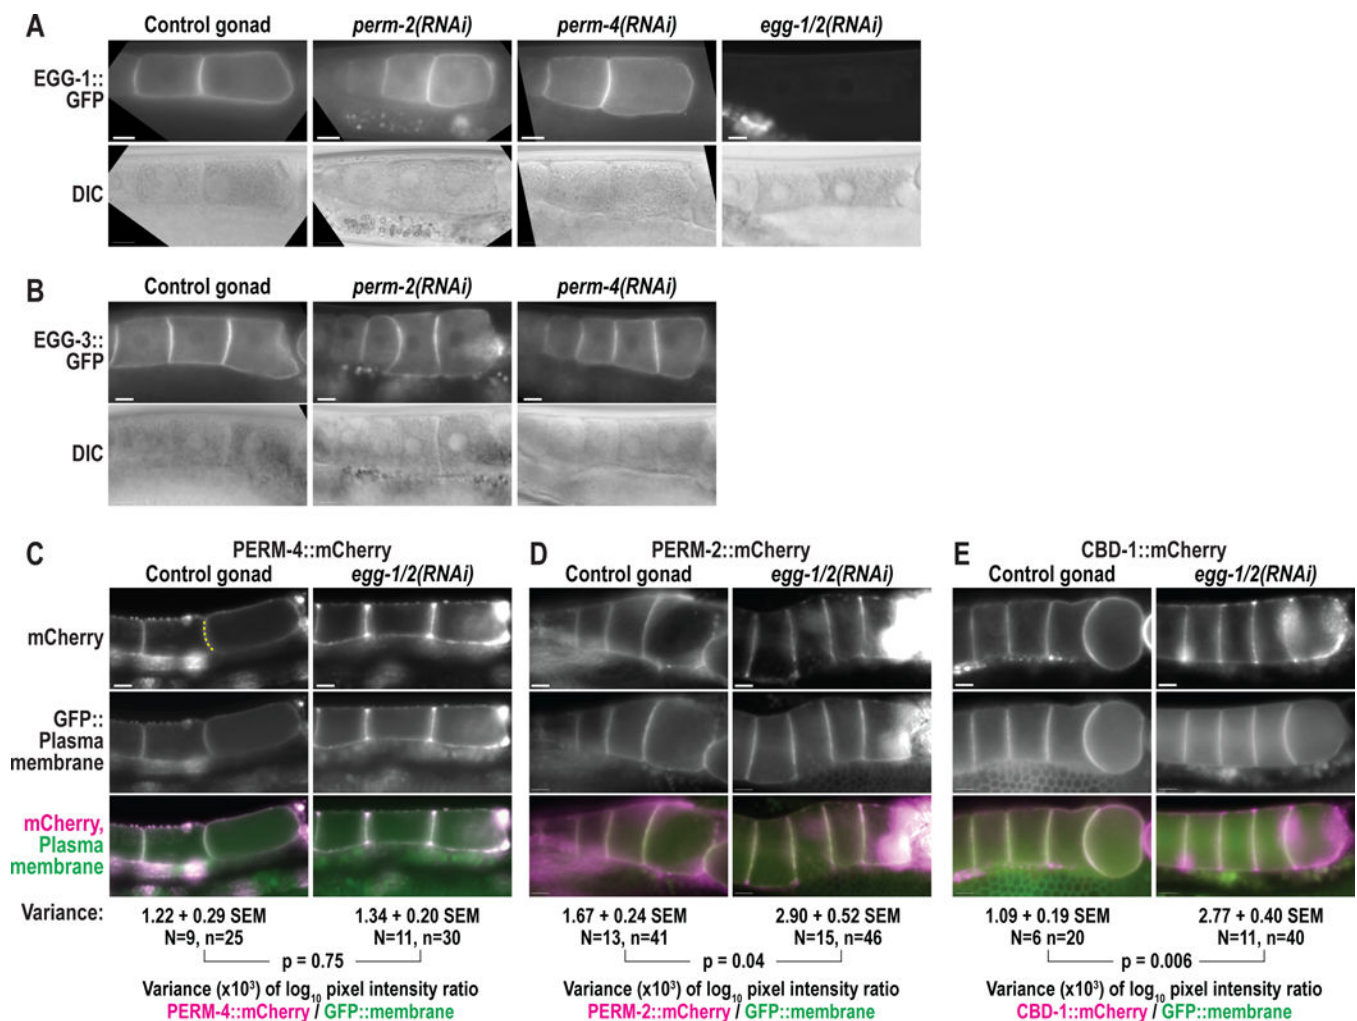 A
Control gonad
perm-2(RNAi)
perm-4(RNAi)
egg-1/2(RNAi)
EGG-1::
GFP
DIC
B
Control gonad
perm-2(RNAi)
perm-4(RNAi)
EGG-3::
GFP
DIC
C
PERM-4::mCherry
Control gonad
egg-1/2(RNAi)
D
PERM-2::mCherry
Control gonad
egg-1/2(RNAi)
E
CBD-1::mCherry
Control gonad
egg-1/2(RNAi)
mCherry
GFP::
Plasma
membrane
mCherry,
Plasma
membrane
Variance:
1.22 + 0.29 SEM
N=9, n=25
1.34 + 0.20 SEM
N=11, n=30
p = 0.75
Variance (x10³) of log₁₀ pixel intensity ratio
PERM-4::mCherry / GFP::membrane
1.67 + 0.24 SEM
N=13, n=41
2.90 + 0.52 SEM
N=15, n=46
p = 0.04
Variance (x10³) of log₁₀ pixel intensity ratio
PERM-2::mCherry / GFP::membrane
1.09 + 0.19 SEM
N=6 n=20
2.77 + 0.40 SEM
N=11, n=40
p = 0.006
Variance (x10³) of log₁₀ pixel intensity ratio
CBD-1::mCherry / GFP::membrane